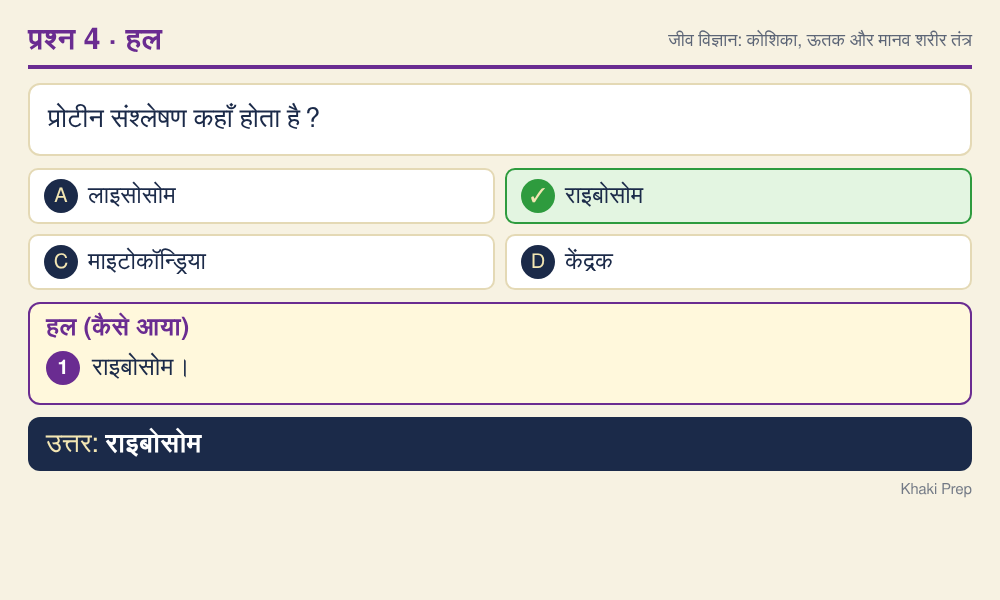 प्रश्न 4 · हल
जीव विज्ञान: कोशिका, ऊतक और मानव शरीर तंत्र
प्रोटीन संश्लेषण कहाँ होता है ?
A लाइसोसोम
✓ राइबोसोम
C माइटोकॉन्ड्रिया
D केंद्रक
हल (कैसे आया)
1 राइबोसोम।
उत्तर: राइबोसोम
Khaki Prep